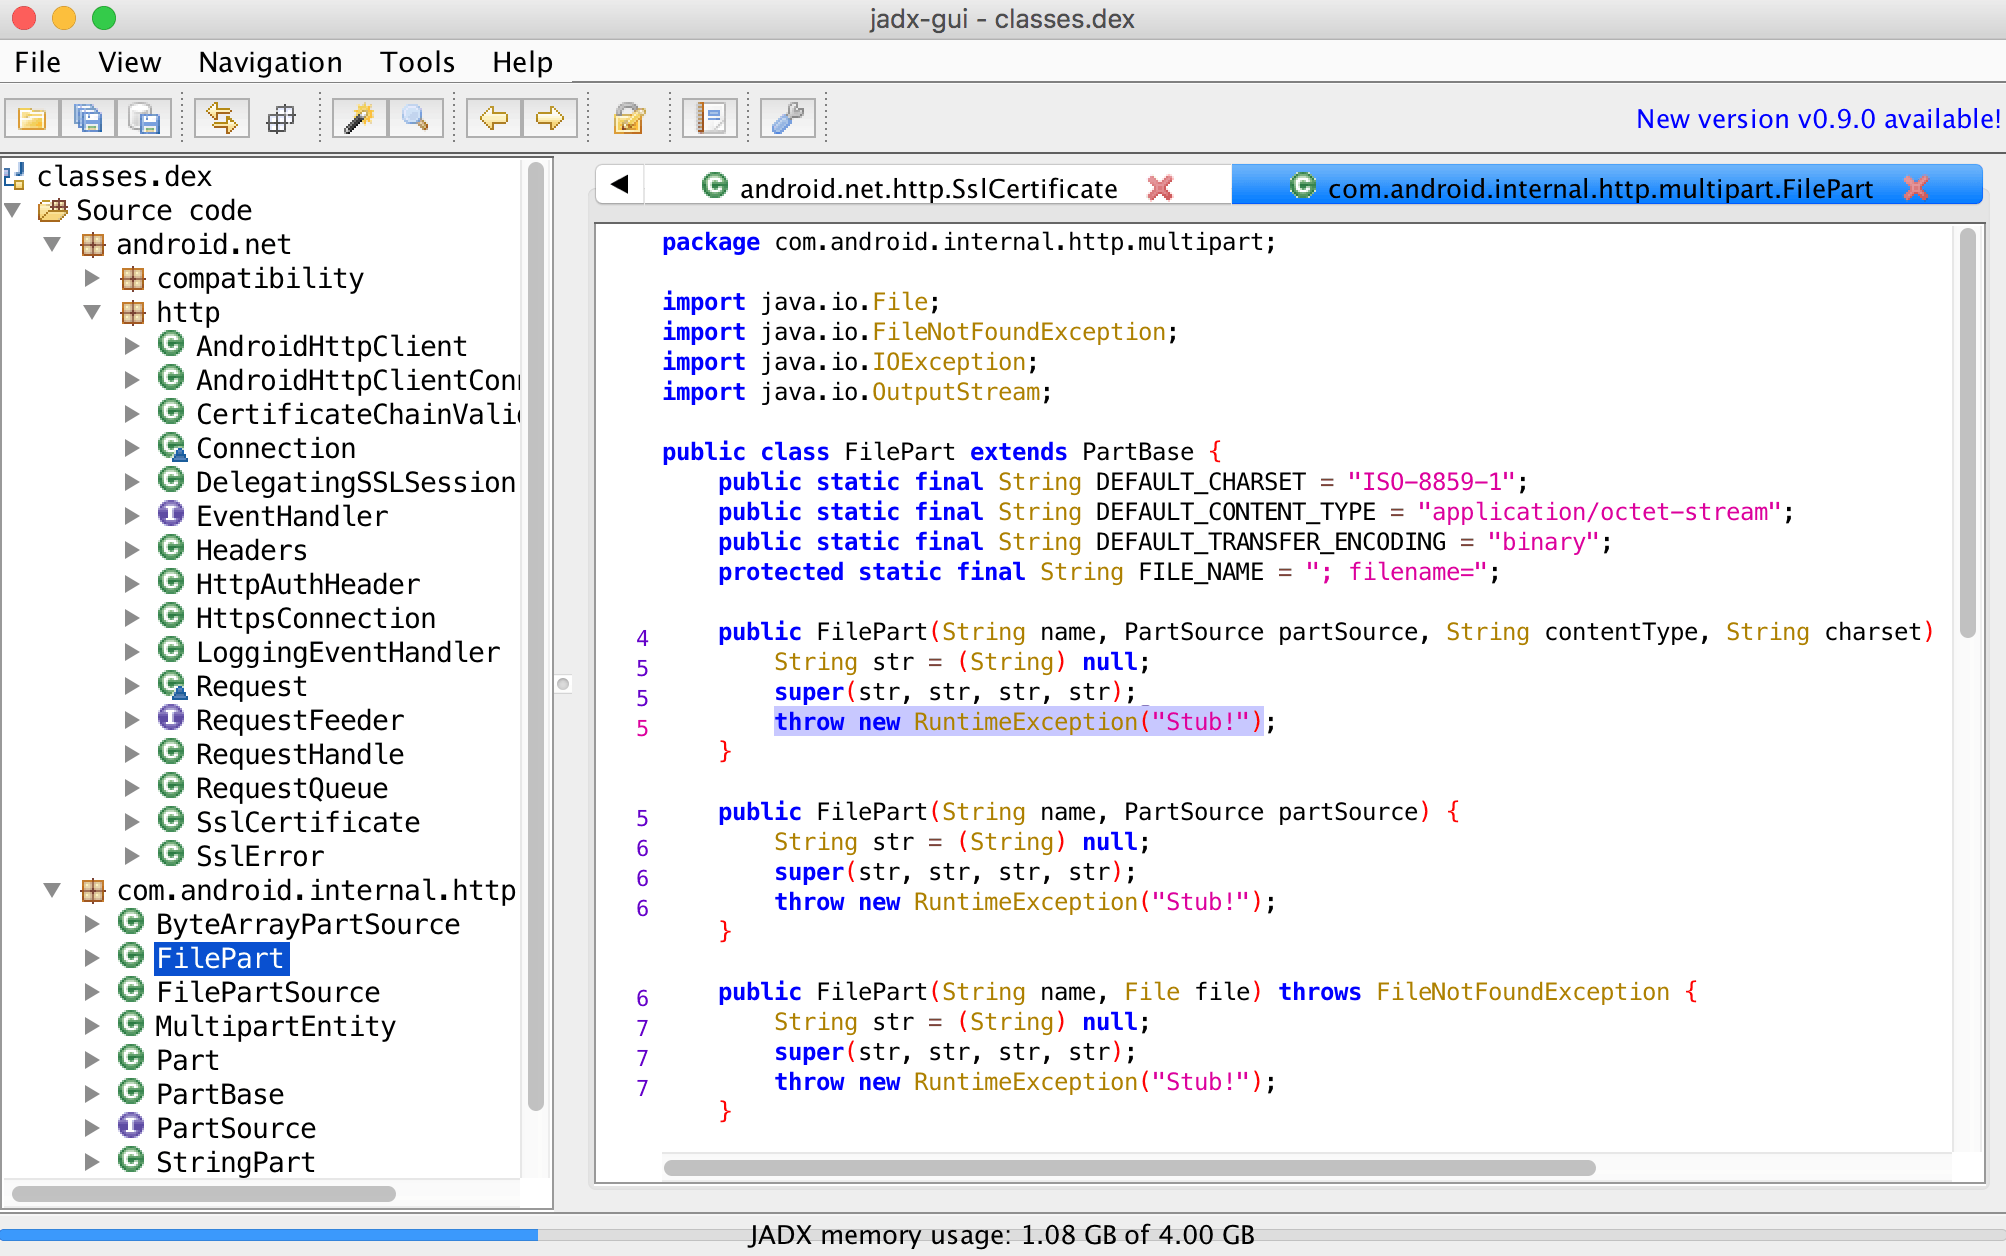 jadx-gui - classes.dex
File View Navigation Tools Help
New version v0.9.0 available!
classes.dex
Source code
android.net
compatibility
http
AndroidHttpClient
AndroidHttpClientCon
CertificateChainVali
Connection
DelegatingSSLSession
EventHandler
Headers
HttpAuthHeader
HttpsConnection
LoggingEventHandler
Request
RequestFeeder
RequestHandle
RequestQueue
SslCertificate
SslError
com.android.internal.http
ByteArrayPartSource
FilePart
FilePartSource
MultipartEntity
Part
PartBase
PartSource
StringPart
android.net.http.SslCertificate com.android.internal.http.multipart.FilePart
package com.android.internal.http.multipart;
import java.io.File;
import java.io.FileNotFoundException;
import java.io.IOException;
import java.io.OutputStream;
public class FilePart extends PartBase {
public static final String DEFAULT_CHARSET = "ISO-8859-1";
public static final String DEFAULT_CONTENT_TYPE = "application/octet-stream";
public static final String DEFAULT_TRANSFER_ENCODING = "binary";
protected static final String FILE_NAME = "; filename=";
4 public FilePart(String name, PartSource partSource, String contentType, String charset)
5 String str = (String) null;
5 super(str, str, str, str);
5 throw new RuntimeException("Stub!");
}
5 public FilePart(String name, PartSource partSource) {
6 String str = (String) null;
6 super(str, str, str, str);
6 throw new RuntimeException("Stub!");
}
6 public FilePart(String name, File file) throws FileNotFoundException {
7 String str = (String) null;
7 super(str, str, str, str);
7 throw new RuntimeException("Stub!");
}
JADX memory usage: 1.08 GB of 4.00 GB